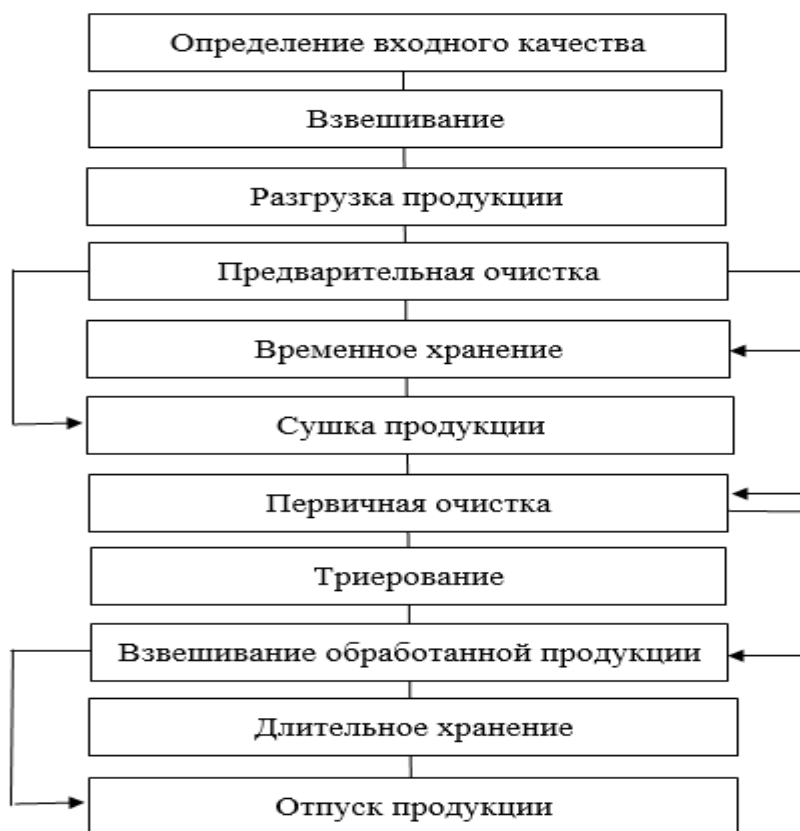 Определение входного качества
Взвешивание
Разгрузка продукции
Предварительная очистка
Временное хранение
Сушка продукции
Первичная очистка
Триерование
Взвешивание обработанной продукции
Длительное хранение
Отпуск продукции